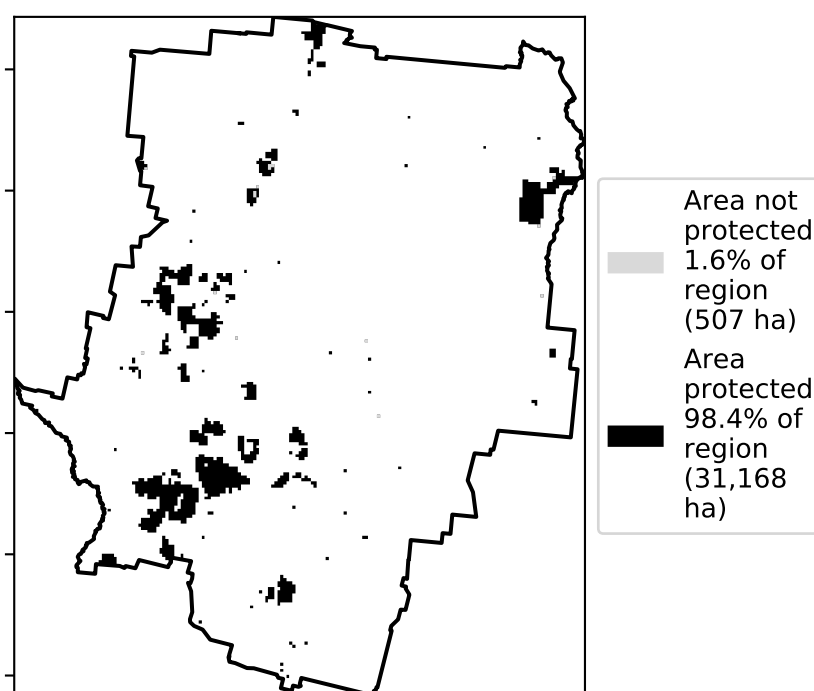 Area not
protected
1.6% of
region
(507 ha)
Area
protected
98.4% of
region
(31,168
ha)